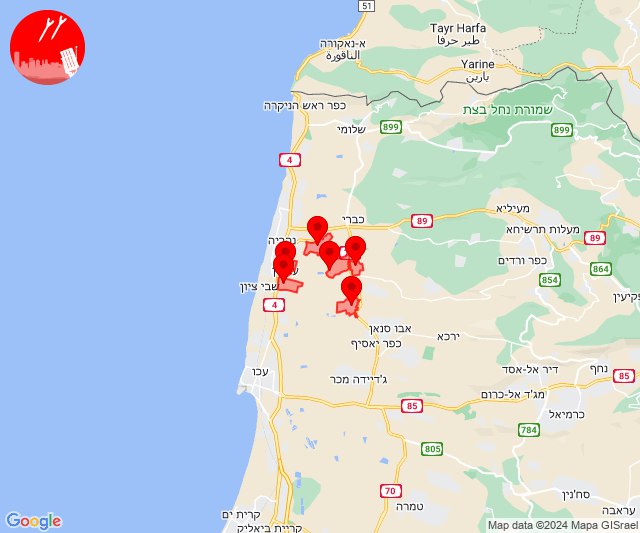 51
Tayr Harfa
طير حرفا
א-נאקורה
الناقورة
Yarine
يارين
כפר ראש הניקרה
שמורת נחל בצת
שלומי
899
899
4
מעיליא
כברי
89
מעלות תרשיחא
89
נהריה
כפר ורדים
864
854
שבי ציון
פקיעין
4
אבו סנאן
ירכא
כפר יאסיף
נחף
דיר אל-אסד
עכו
ג'דיידה מכר
85
מג'ד אל-כרום
85
כרמיאל
784
805
70
סח'נין
טמרה
עראבה
קרית ים
קרית ביאליק
Google
Map data ©2024 Mapa GISrael